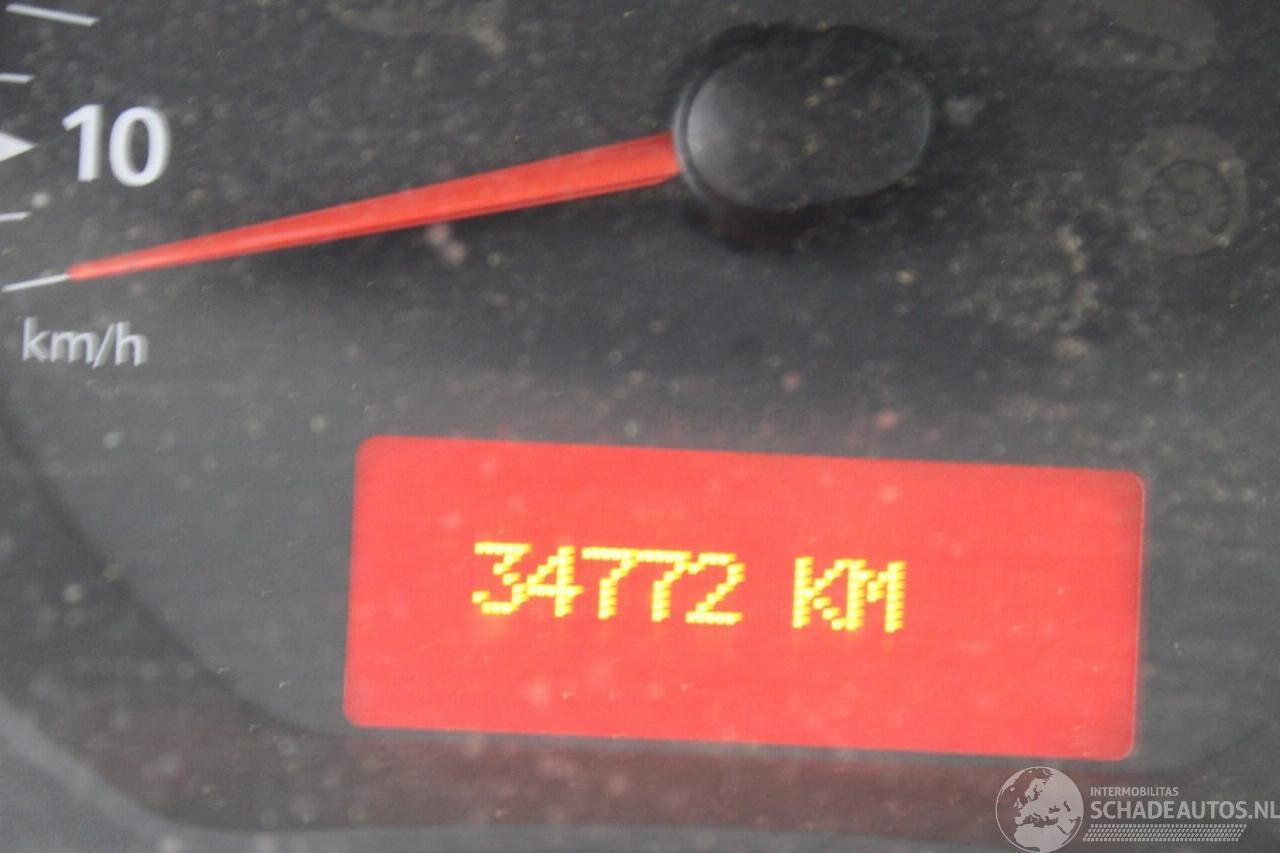 10
km/h
34772 KM
INTERMOBILITAS
SCHADEAUTOS.NL